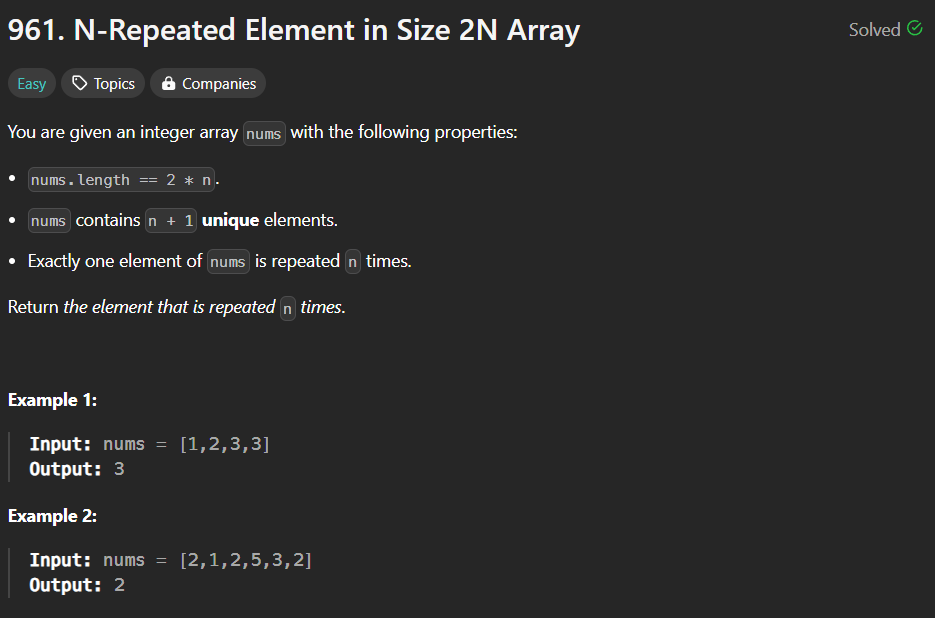 961. N-Repeated Element in Size 2N Array
Solved
Easy Topics Companies
You are given an integer array nums with the following properties:
• nums.length == 2 * n.
• nums contains n + 1 unique elements.
• Exactly one element of nums is repeated n times.
Return the element that is repeated n times.
Example 1:
Input: nums = [1,2,3,3]
Output: 3
Example 2:
Input: nums = [2,1,2,5,3,2]
Output: 2